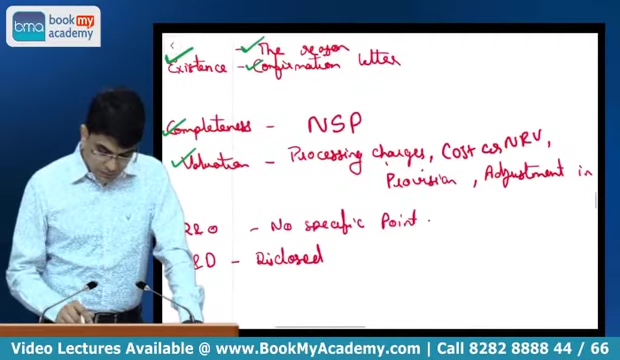 bma
book my
academy
The reason
Existence - Confirmation letter
Completeness - NSP
Valuation - Processing charges, Cost or NRV,
Provision, Adjustment in
R&O - No specific Point.
P&D - Disclosed
Video Lectures Available @ www.BookMyAcademy.com | Call 8282 8888 44 / 66